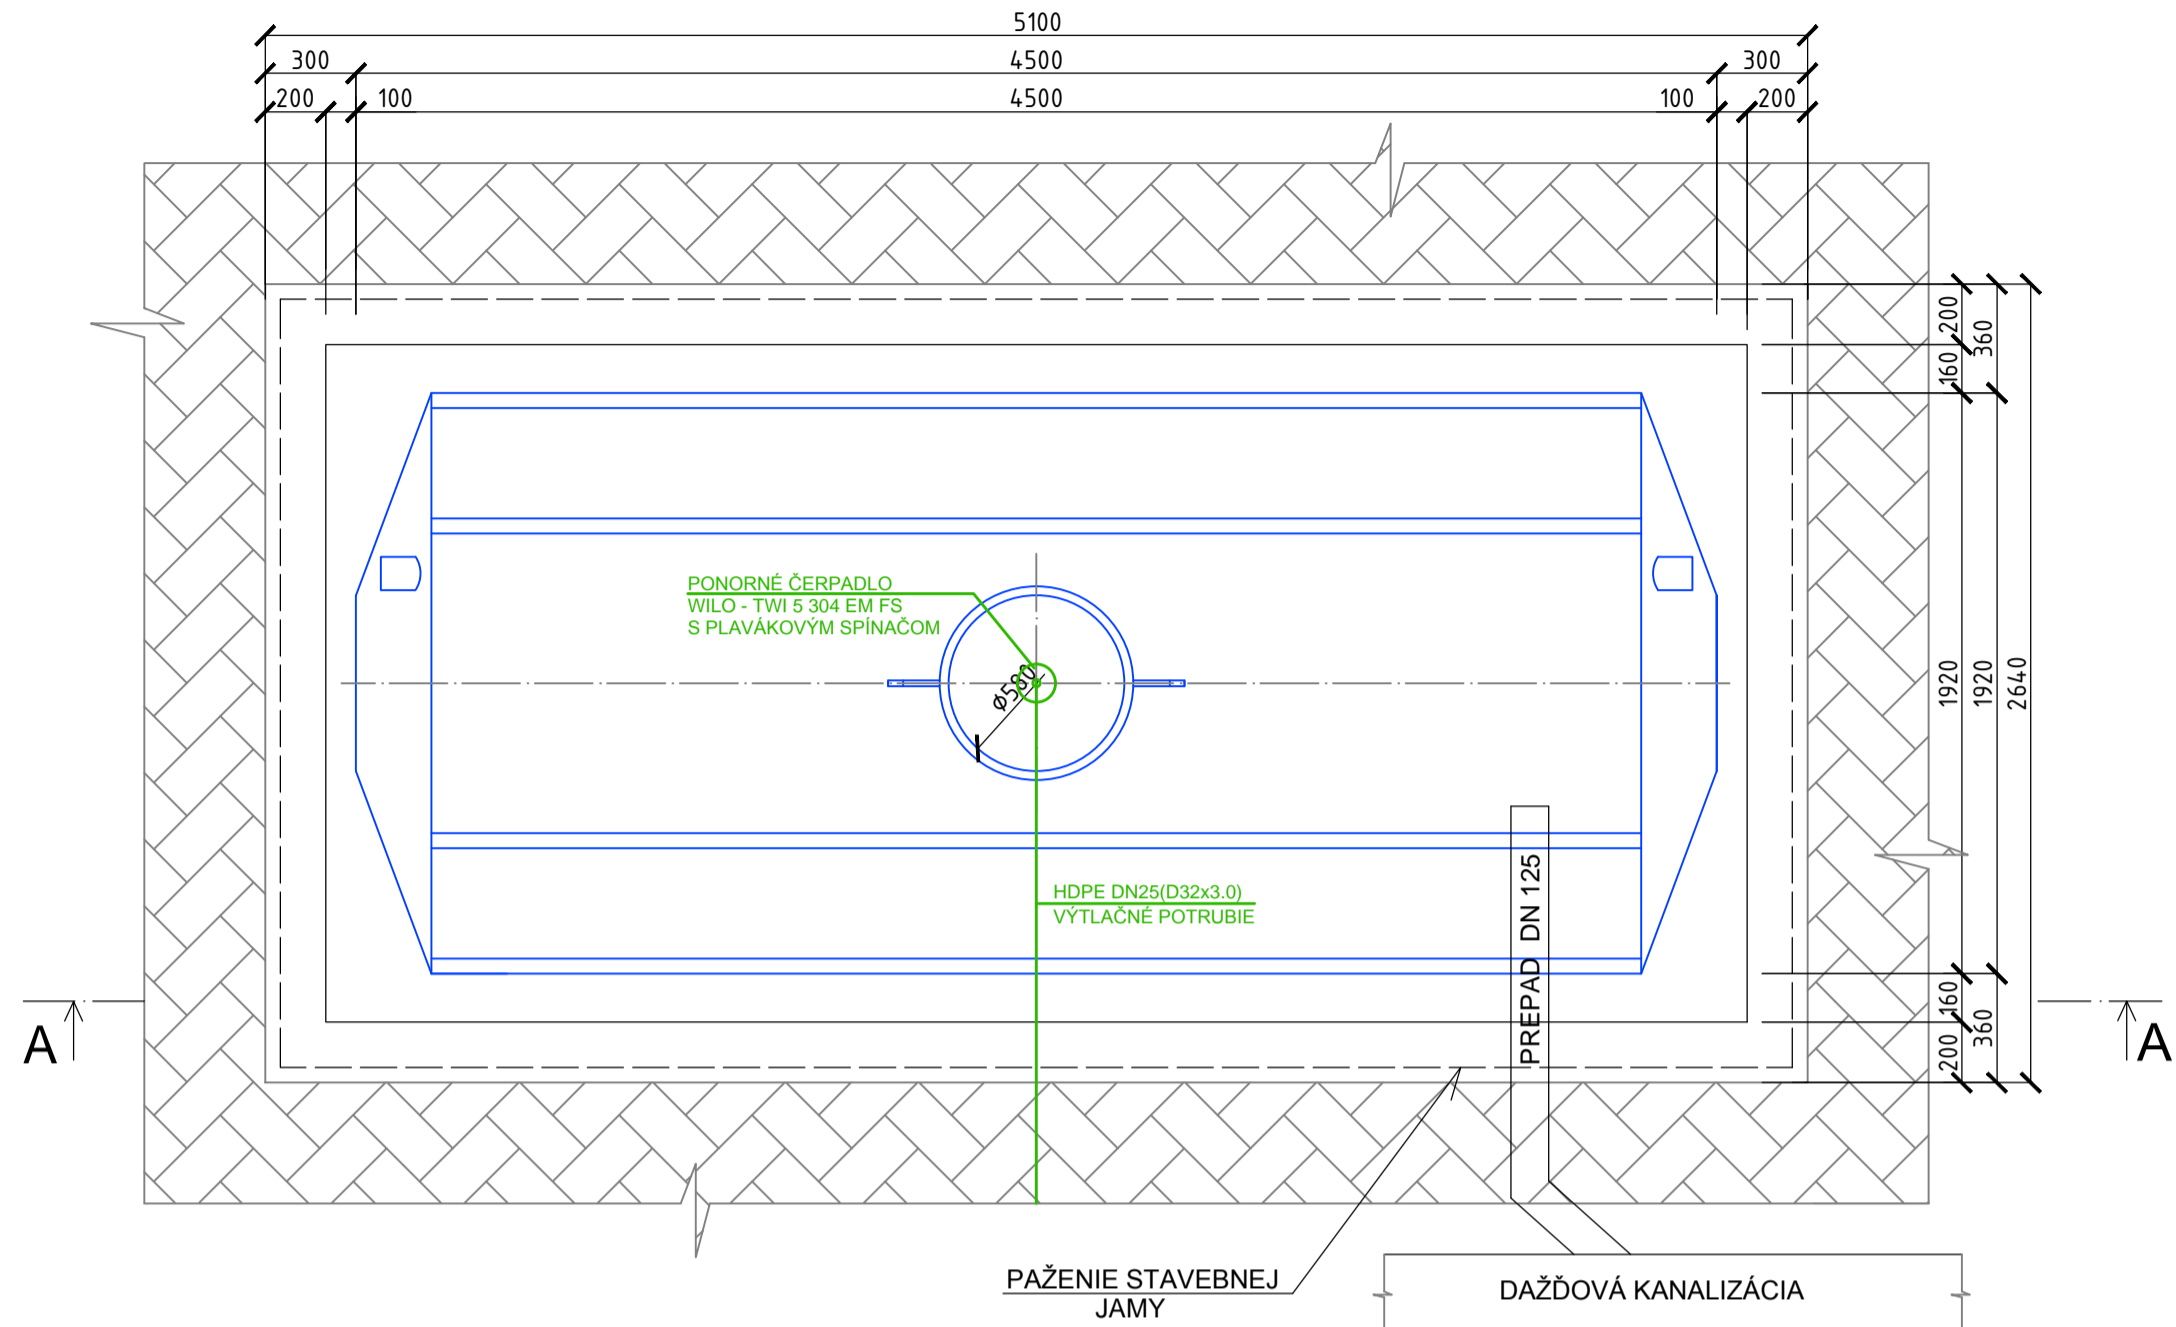 5100
300 4500 300
200 100 4500 100 200
200
360
160
PONORNÉ ČERPADLO
WILO - TWI 5 304 EM FS
S PLAVÁKOVÝM SPÍNAČOM
Ø580
1920
1920
2640
HDPE DN25(D32x3.0)
VÝTLAČNÉ POTRUBIE
PREPAD DN 125
160
360
200
A
A
PAŽENIE STAVEBNEJ
JAMY
DAŽĎOVÁ KANALIZÁCIA